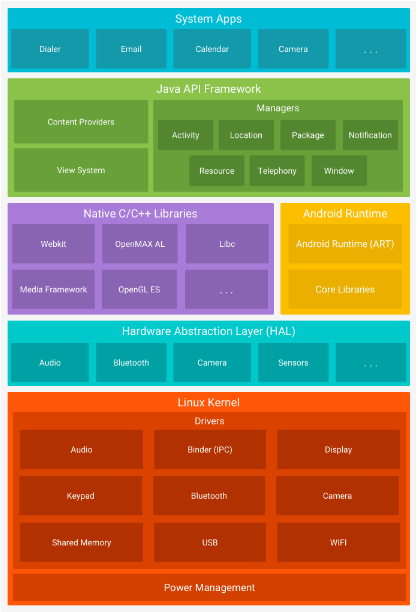 System Apps
Dialer Email Calendar Camera . . .
Java API Framework
Content Providers
View System
Managers
Activity Location Package Notification
Resource Telephony Window
Native C/C++ Libraries
Webkit OpenMAX AL Libc
Media Framework OpenGL ES . . .
Android Runtime
Android Runtime (ART)
Core Libraries
Hardware Abstraction Layer (HAL)
Audio Bluetooth Camera Sensors . . .
Linux Kernel
Drivers
Audio Binder (IPC) Display
Keypad Bluetooth Camera
Shared Memory USB WIFI
Power Management